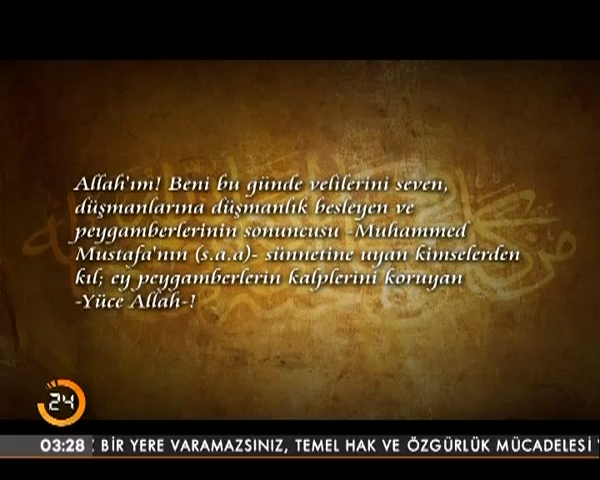 Allah'ım! Beni bu günde velilerini seven,
düşmanlarına düşmanlık besleyen ve
peygamberlerinin sonuncusu -Muhammed
Mustafa'nın (s.a.a)- sünnetine uyan kimselerden
kıl; ey peygamberlerin kalplerini koruyan
-Yüce Allah-!
24
03:28 BİR YERE VARAMAZSINIZ, TEMEL HAK VE ÖZGÜRLÜK MÜCADELESİ